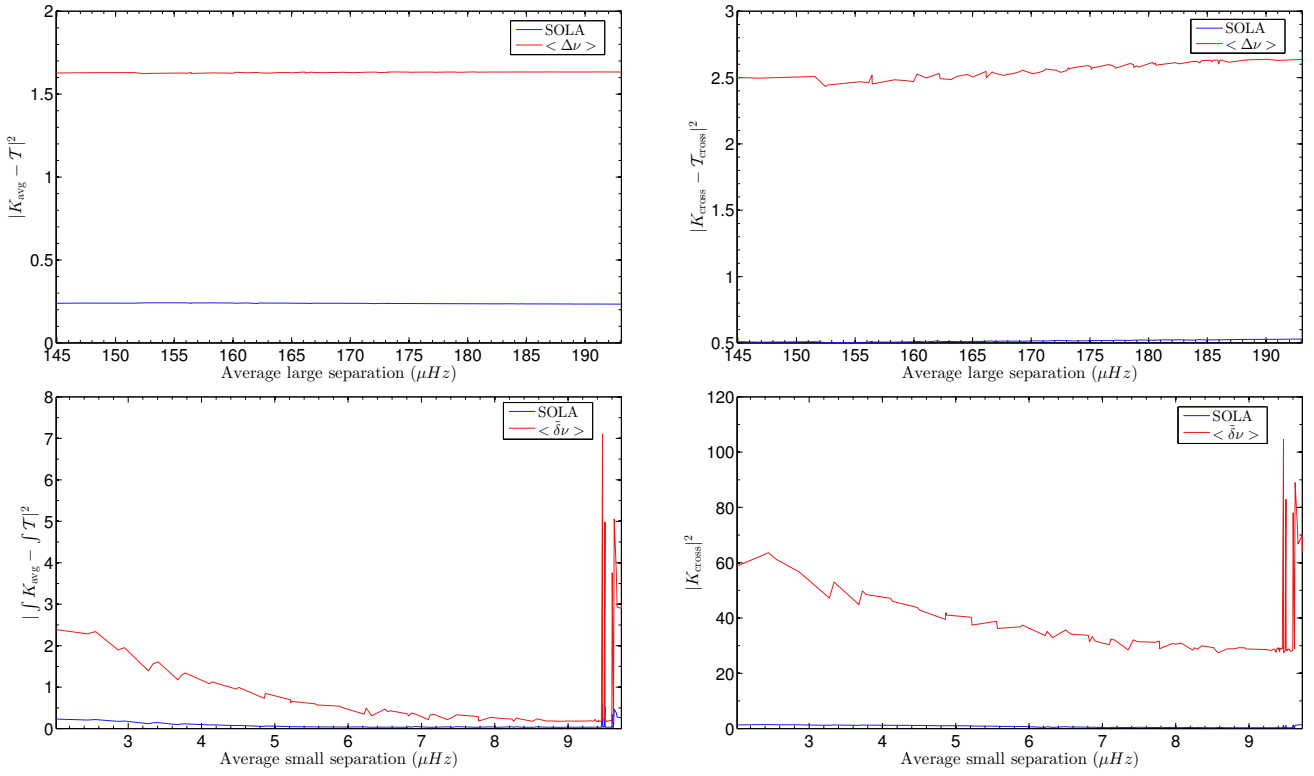 2
1.5
1
0.5
0
|K_avg − 𝒯|²
SOLA
< Δν >
145 150 155 160 165 170 175 180 185 190
Average large separation (μHz)
3
2.5
2
1.5
1
0.5
|K_cross − 𝒯_cross|²
SOLA
< Δν >
145 150 155 160 165 170 175 180 185 190
Average large separation (μHz)
8
7
6
5
4
3
2
1
0
| ∫ K_avg − ∫ 𝒯|²
SOLA
< δ̃ν >
3 4 5 6 7 8 9
Average small separation (μHz)
120
100
80
60
40
20
0
|K_cross|²
SOLA
< δ̃ν >
3 4 5 6 7 8 9
Average small separation (μHz)